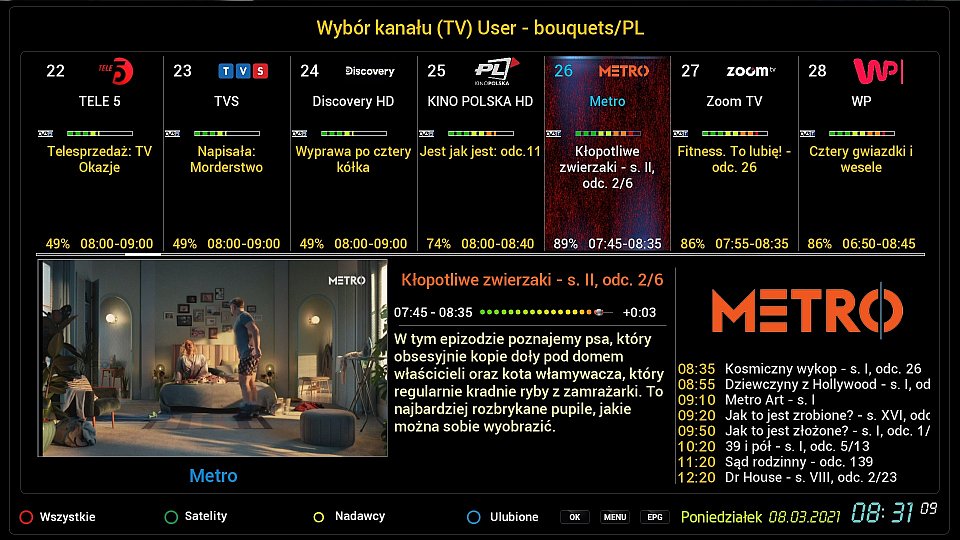 Wybór kanału (TV) User - bouquets/PL
22 TELE 5
TELE 5
Telesprzedaż: TV
Okazje
49% 08:00-09:00
23 TVS
TVS
Napisała:
Morderstwo
49% 08:00-09:00
24 Discovery
Discovery HD
Wyprawa po cztery
kółka
49% 08:00-09:00
25 PL
KINO POLSKA
KINO POLSKA HD
Jest jak jest: odc.11
74% 08:00-08:40
26 METRO
Metro
Kłopotliwe
zwierzaki - s. II,
odc. 2/6
89% 07:45-08:35
27 zoom tv
Zoom TV
Fitness. To lubię! -
odc. 26
86% 07:55-08:35
28 WP
WP
Cztery gwiazdki i
wesele
86% 06:50-08:45
METRO
Metro
Kłopotliwe zwierzaki - s. II, odc. 2/6
07:45 - 08:35 +0:03
W tym epizodzie poznajemy psa, który
obsesyjnie kopie doły pod domem
właścicieli oraz kota włamywacza, który
regularnie kradnie ryby z zamrażarki. To
najbardziej rozbrykane pupile, jakie
można sobie wyobrazić.
METRO
08:35 Kosmiczny wykop - s. I, odc. 26
08:55 Dziewczyny z Hollywood - s. I, od
09:10 Metro Art - s. I
09:20 Jak to jest zrobione? - s. XVI, odc
09:50 Jak to jest złożone? - s. I, odc. 1/
10:20 39 i pół - s. I, odc. 5/13
11:20 Sąd rodzinny - odc. 139
12:20 Dr House - s. VIII, odc. 2/23
Wszystkie Satelity Nadawcy Ulubione OK MENU EPG Poniedziałek 08.03.2021 08:31 09